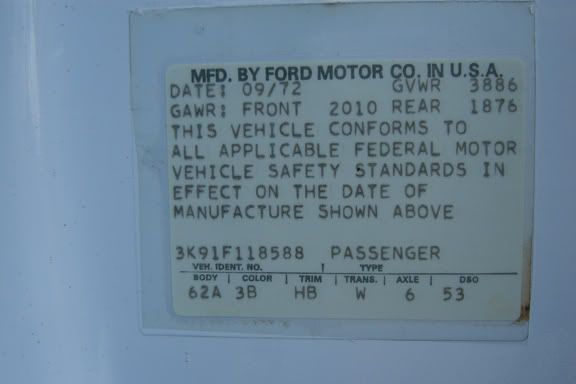 MFD. BY FORD MOTOR CO. IN U.S.A.
DATE: 09/72 GVWR 3886
GAWR: FRONT 2010 REAR 1876
THIS VEHICLE CONFORMS TO
ALL APPLICABLE FEDERAL MOTOR
VEHICLE SAFETY STANDARDS IN
EFFECT ON THE DATE OF
MANUFACTURE SHOWN ABOVE
3K91F118588 PASSENGER
VEH. IDENT. NO. TYPE
BODY COLOR TRIM TRANS. AXLE DSO
62A 3B HB W 6 53